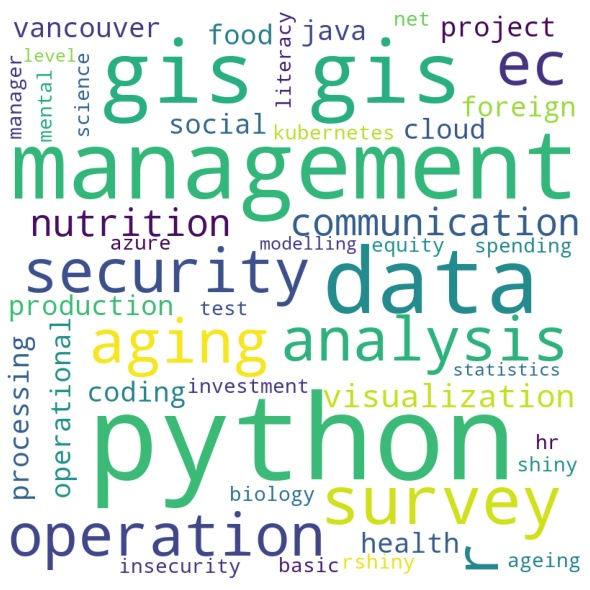 vancouver
food
java
net
project
manager
level
mental
science
gis gis
literacy
ec
foreign
social
kubernetes
cloud
management
nutrition
communication
azure
modelling
equity
spending
security
data
production
test
aging
analysis
statistics
processing
operational
coding
investment
visualization
python
hr
shiny
biology
survey
operation
health
r
insecurity
basic
rshiny
ageing